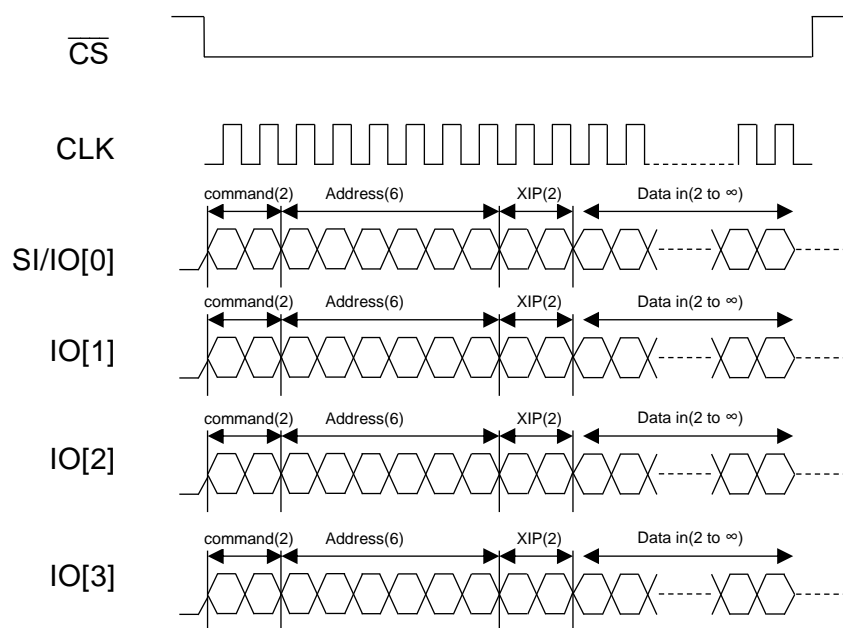 CS
CLK
command(2) Address(6) XIP(2) Data in(2 to ∞)
SI/IO[0]
command(2) Address(6) XIP(2) Data in(2 to ∞)
IO[1]
command(2) Address(6) XIP(2) Data in(2 to ∞)
IO[2]
command(2) Address(6) XIP(2) Data in(2 to ∞)
IO[3]